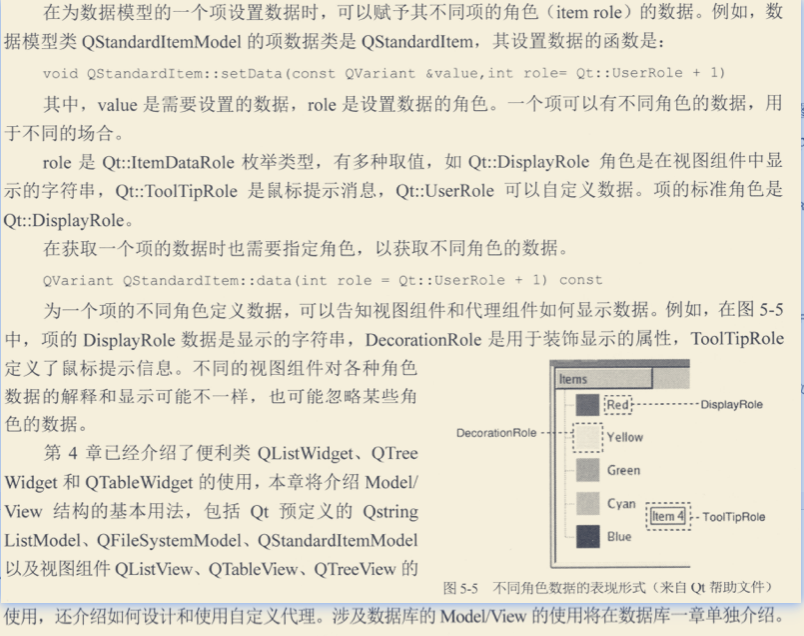 在为数据模型的一个项设置数据时，可以赋予其不同项的角色（item role）的数据。例如，数
据模型类 QStandardItemModel 的项数据类是 QStandardItem，其设置数据的函数是：
void QStandardItem::setData(const QVariant &value,int role= Qt::UserRole + 1)
其中，value 是需要设置的数据，role 是设置数据的角色。一个项可以有不同角色的数据，用
于不同的场合。
role 是 Qt::ItemDataRole 枚举类型，有多种取值，如 Qt::DisplayRole 角色是在视图组件中显
示的字符串，Qt::ToolTipRole 是鼠标提示消息，Qt::UserRole 可以自定义数据。项的标准角色是
Qt::DisplayRole。
在获取一个项的数据时也需要指定角色，以获取不同角色的数据。
QVariant QStandardItem::data(int role = Qt::UserRole + 1) const
为一个项的不同角色定义数据，可以告知视图组件和代理组件如何显示数据。例如，在图 5-5
中，项的 DisplayRole 数据是显示的字符串，DecorationRole 是用于装饰显示的属性，ToolTipRole
定义了鼠标提示信息。不同的视图组件对各种角色
数据的解释和显示可能不一样，也可能忽略某些角
色的数据。
第 4 章已经介绍了便利类 QListWidget、QTree
Widget 和 QTableWidget 的使用，本章将介绍 Model/
View 结构的基本用法，包括 Qt 预定义的 Qstring
ListModel、QFileSystemModel、QStandardItemModel
以及视图组件 QListView、QTableView、QTreeView 的
Items
Red
DisplayRole
DecorationRole
Yellow
Green
Cyan
Item 4
ToolTipRole
Blue
图 5-5 不同角色数据的表现形式（来自 Qt 帮助文件）
使用，还介绍如何设计和使用自定义代理。涉及数据库的 Model/View 的使用将在数据库一章单独介绍。